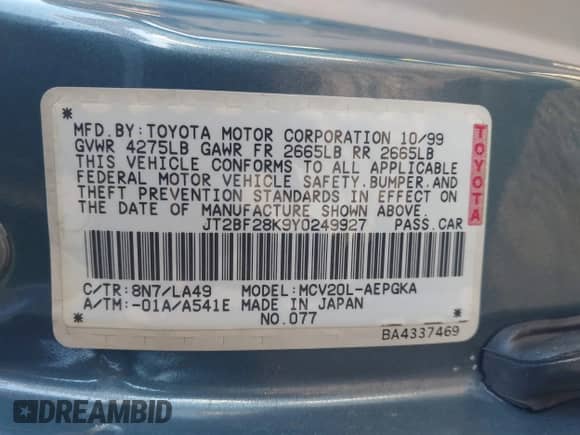 MFD.BY:TOYOTA MOTOR CORPORATION 10/99
GVWR 4275LB GAWR FR 2665LB RR 2665LB
THIS VEHICLE CONFORMS TO ALL APPLICABLE
FEDERAL MOTOR VEHICLE SAFETY.BUMPER.AND
THEFT PREVENTION STANDARDS IN EFFECT ON
THE DATE OF MANUFACTURE SHOWN ABOVE.
JT2BF28K9Y0249927 PASS.CAR
TOYOTA
C/TR:8N7/LA49 MODEL:MCV20L-AEPGKA
A/TM:-01A/A541E MADE IN JAPAN
NO.077
BA4337469
DREAMBID